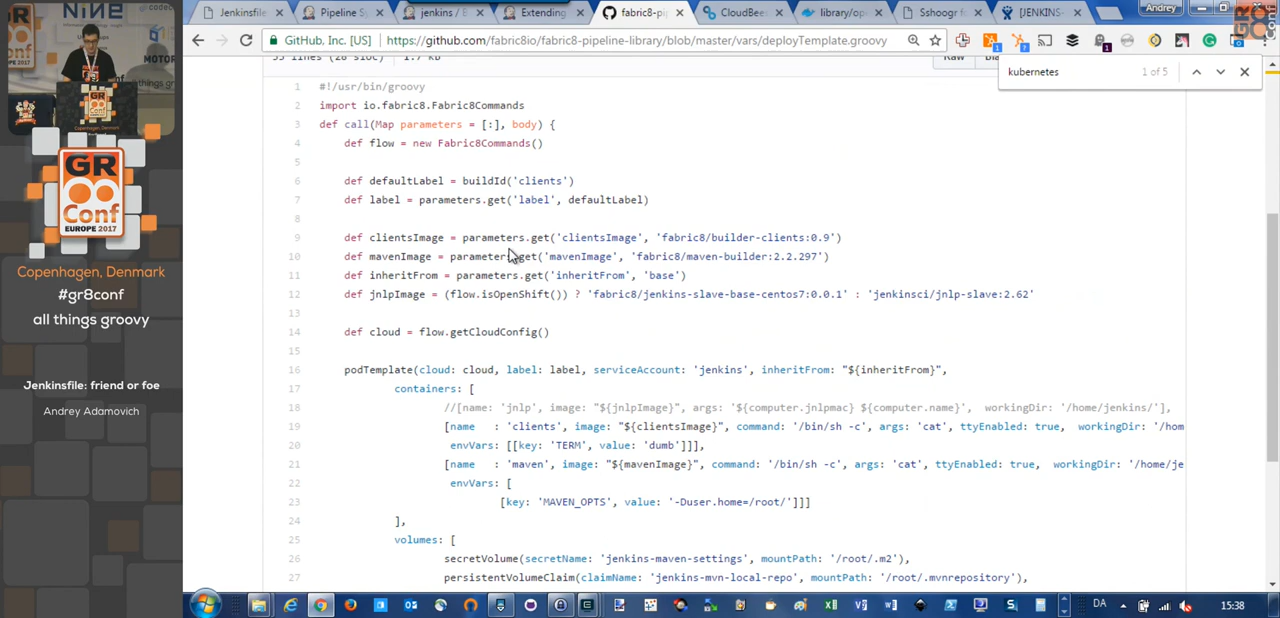 GR8
Conf
EUROPE 2017
Copenhagen, Denmark
#gr8conf
all things groovy
Jenkinsfile: friend or foe
Andrey Adamovich
Jenkinsfile
Pipeline S
jenkins / E
Extending
fabric8-pi
CloudBee
library/op
Sshoogr
[JENKINS-
Andrey
GitHub, Inc. [US]
https://github.com/fabric8io/fabric8-pipeline-library/blob/master/vars/deployTemplate.groovy
kubernetes
1 of 5
Raw
1 #!/usr/bin/groovy
2 import io.fabric8.Fabric8Commands
3 def call(Map parameters = [:], body) {
4 def flow = new Fabric8Commands()
5
6 def defaultLabel = buildId('clients')
7 def label = parameters.get('label', defaultLabel)
8
9 def clientsImage = parameters.get('clientsImage', 'fabric8/builder-clients:0.9')
10 def mavenImage = parameters.get('mavenImage', 'fabric8/maven-builder:2.2.297')
11 def inheritFrom = parameters.get('inheritFrom', 'base')
12 def jnlpImage = (flow.isOpenShift()) ? 'fabric8/jenkins-slave-base-centos7:0.0.1' : 'jenkinsci/jnlp-slave:2.62'
13
14 def cloud = flow.getCloudConfig()
15
16 podTemplate(cloud: cloud, label: label, serviceAccount: 'jenkins', inheritFrom: "${inheritFrom}",
17 containers: [
18 //[name: 'jnlp', image: "${jnlpImage}", args: '${computer.jnlpmac} ${computer.name}', workingDir: '/home/jenkins/'],
19 [name : 'clients', image: "${clientsImage}", command: '/bin/sh -c', args: 'cat', ttyEnabled: true, workingDir: '/hom
20 envVars: [[key: 'TERM', value: 'dumb']]],
21 [name : 'maven', image: "${mavenImage}", command: '/bin/sh -c', args: 'cat', ttyEnabled: true, workingDir: '/home/je
22 envVars: [
23 [key: 'MAVEN_OPTS', value: '-Duser.home=/root/']]]
24 ],
25 volumes: [
26 secretVolume(secretName: 'jenkins-maven-settings', mountPath: '/root/.m2'),
27 persistentVolumeClaim(claimName: 'jenkins-mvn-local-repo', mountPath: '/root/.mvnrepository'),
DA
15:38